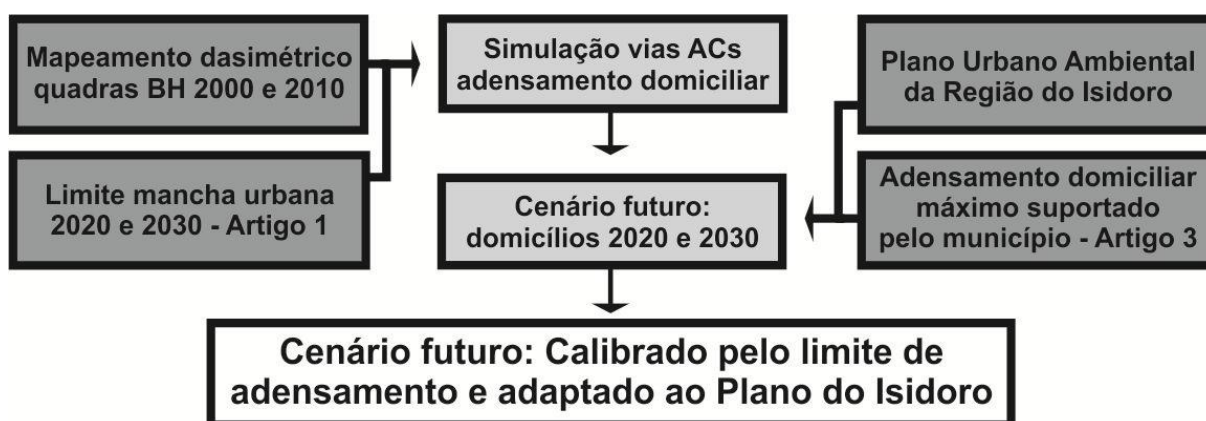 Mapeamento dasimétrico
quadras BH 2000 e 2010
Limite mancha urbana
2020 e 2030 - Artigo 1
Simulação vias ACs
adensamento domiciliar
Cenário futuro:
domicílios 2020 e 2030
Plano Urbano Ambiental
da Região do Isidoro
Adensamento domiciliar
máximo suportado
pelo município - Artigo 3
Cenário futuro: Calibrado pelo limite de
adensamento e adaptado ao Plano do Isidoro